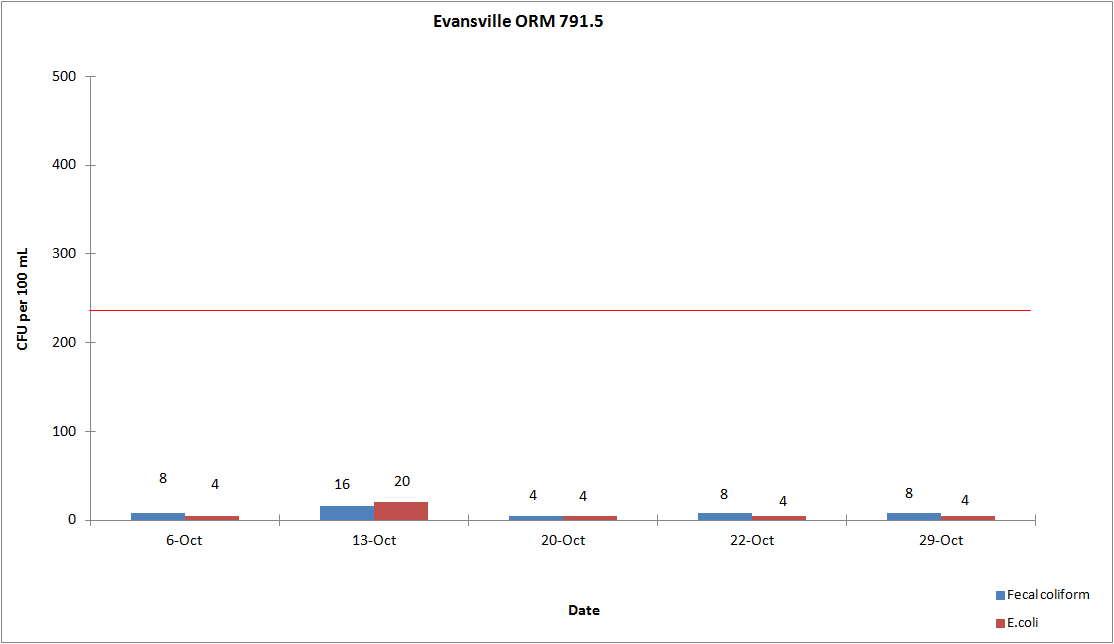 Evansville ORM 791.5
500
400
300
200
100
0
CFU per 100 mL
8 4 16 20 4 4 8 4 8 4
6-Oct 13-Oct 20-Oct 22-Oct 29-Oct
Date
Fecal coliform
E.coli